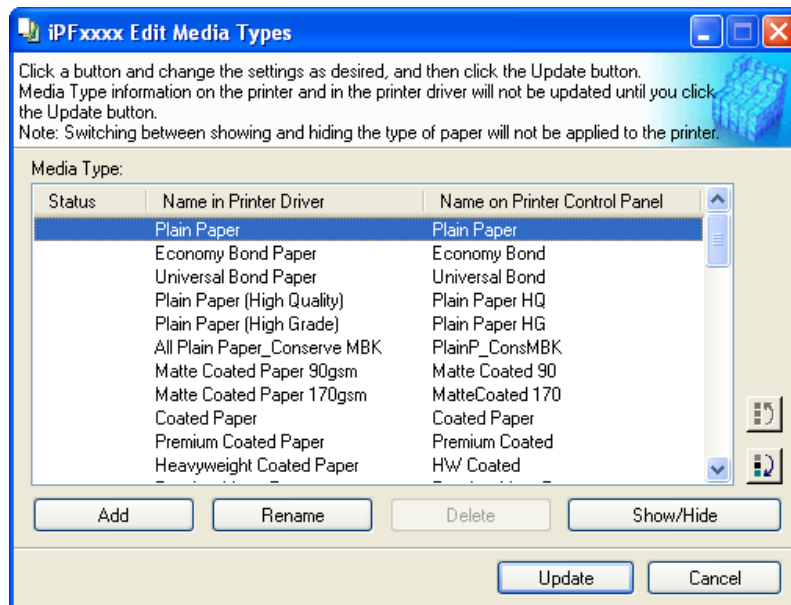 iPFxxxx Edit Media Types
Click a button and change the settings as desired, and then click the Update button.
Media Type information on the printer and in the printer driver will not be updated until you click
the Update button.
Note: Switching between showing and hiding the type of paper will not be applied to the printer.
Media Type:
Status Name in Printer Driver Name on Printer Control Panel
Plain Paper Plain Paper
Economy Bond Paper Economy Bond
Universal Bond Paper Universal Bond
Plain Paper (High Quality) Plain Paper HQ
Plain Paper (High Grade) Plain Paper HG
All Plain Paper_Conserve MBK PlainP_ConsMBK
Matte Coated Paper 90gsm Matte Coated 90
Matte Coated Paper 170gsm MatteCoated 170
Coated Paper Coated Paper
Premium Coated Paper Premium Coated
Heavyweight Coated Paper HW Coated
Add Rename Delete Show/Hide
Update Cancel